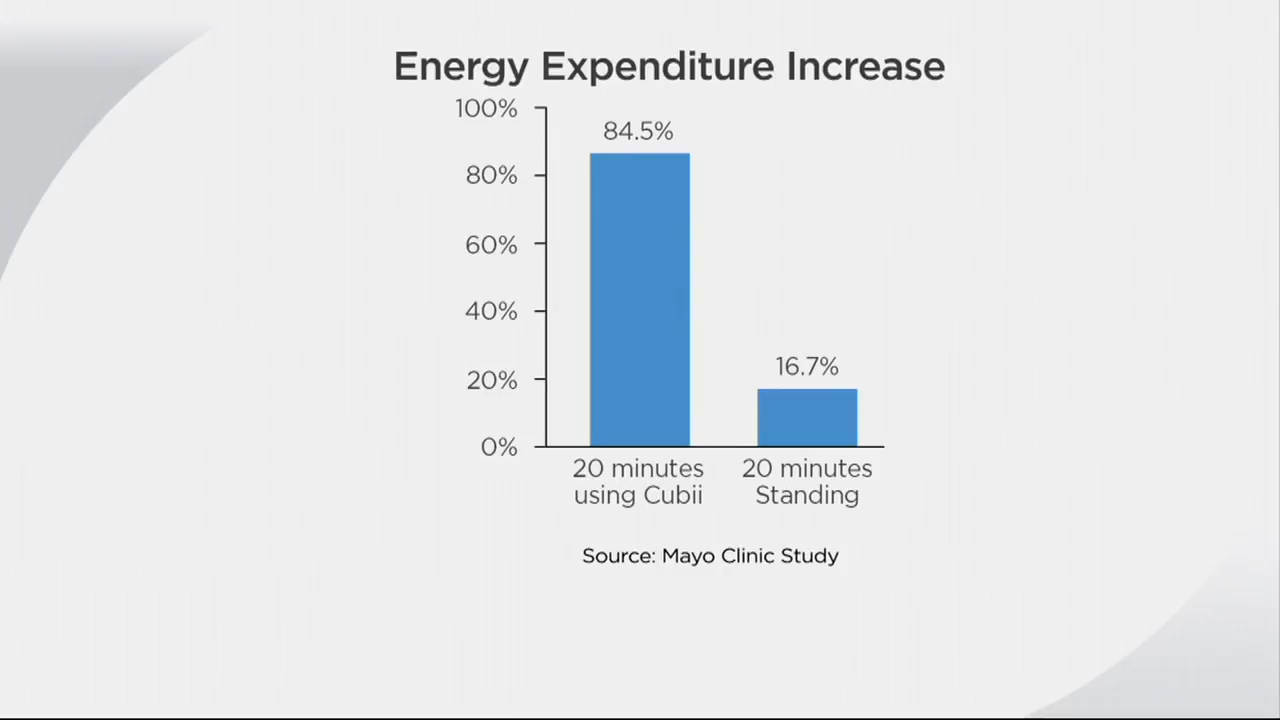 Energy Expenditure Increase
100%
84.5%
80%
60%
40%
16.7%
20%
0%
20 minutes
using Cubii
20 minutes
Standing
Source: Mayo Clinic Study